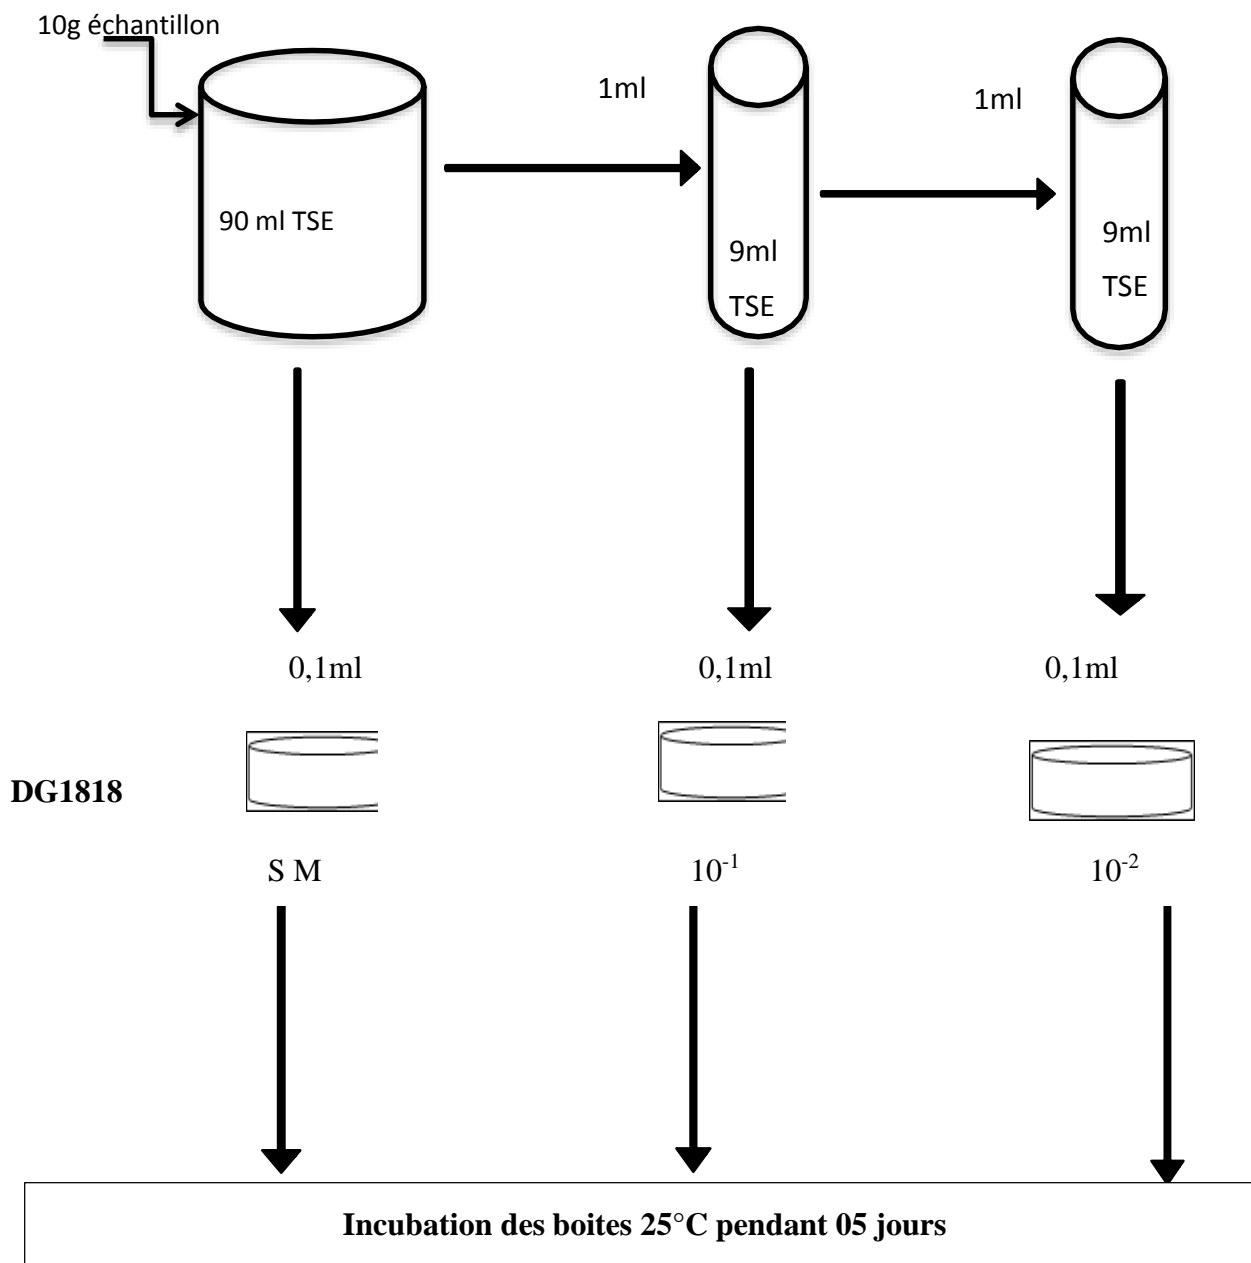 10g échantillon
1ml
1ml
90 ml TSE
9ml
TSE
9ml
TSE
0,1ml
0,1ml
0,1ml
DG1818
S M
10⁻¹
10⁻²
Incubation des boites 25°C pendant 05 jours